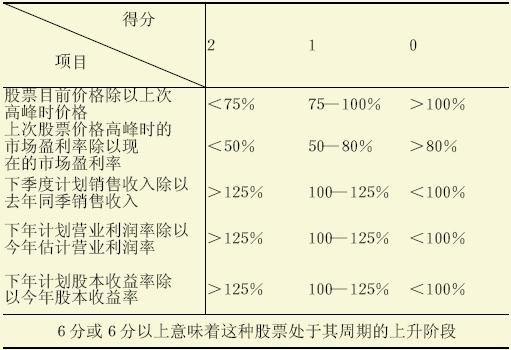 得分
2 1 0
项目
股票目前价格除以上次
高峰时价格
<75% 75—100% >100%
上次股票价格高峰时的
市场盈利率除以现
在的市场盈利率
<50% 50—80% >80%
下季度计划销售收入除以
去年同季销售收入
>125% 100—125% <100%
下年计划营业利润率除以
今年估计营业利润率
>125% 100—125% <100%
下年计划股本收益率除
以今年股本收益率
>125% 100—125% <100%
6分或6分以上意味着这种股票处于其周期的上升阶段